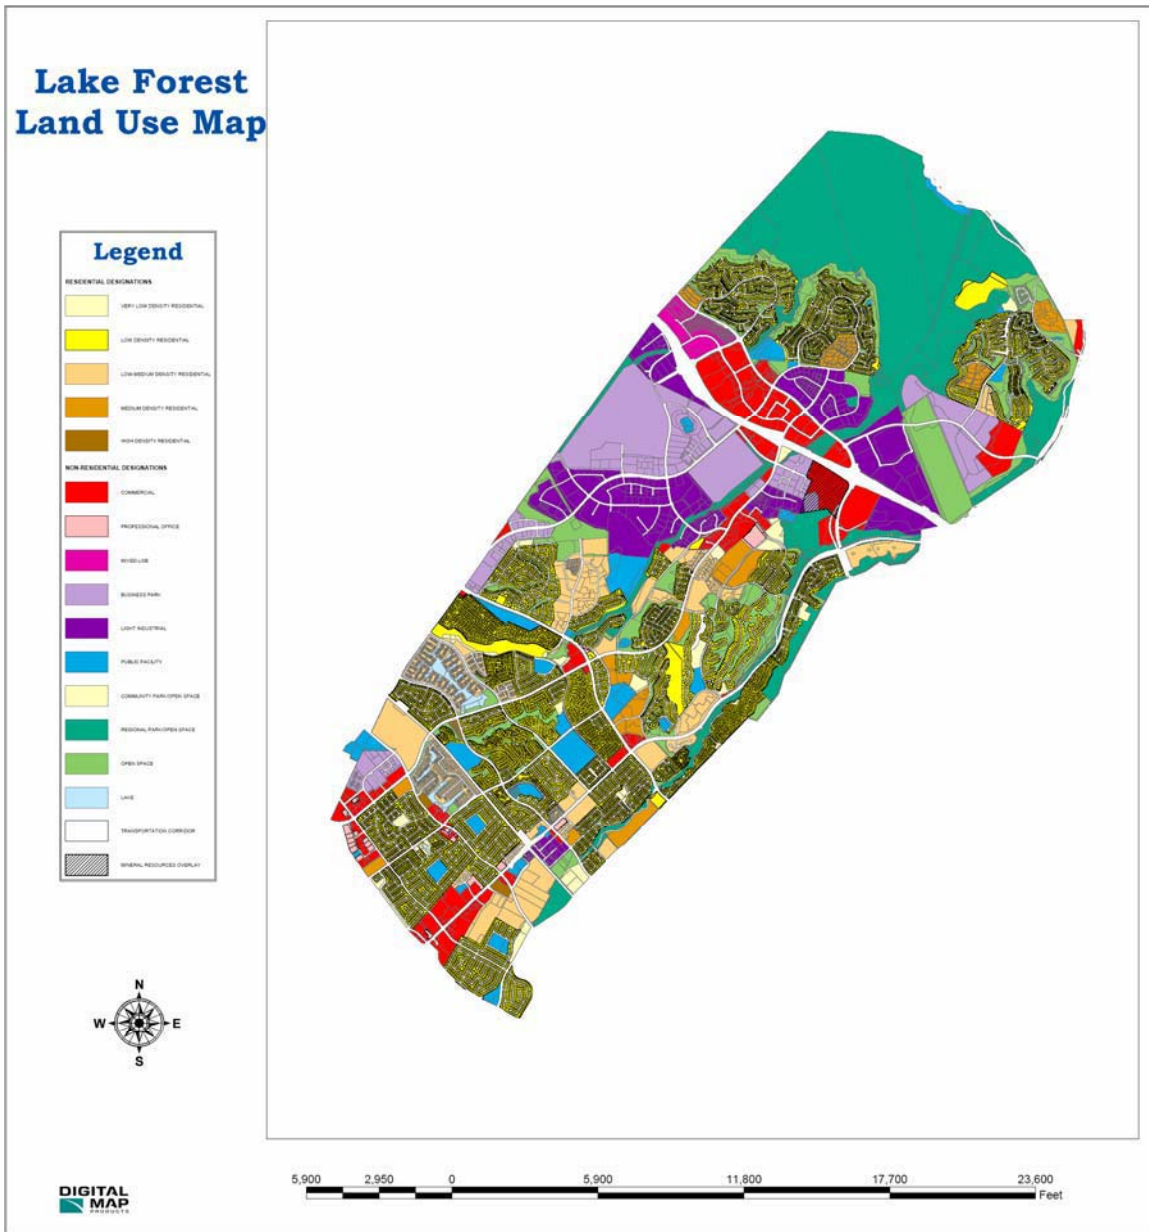 Lake Forest
Land Use Map
Legend
RESIDENTIAL DESIGNATIONS
VERY LOW DENSITY RESIDENTIAL
LOW DENSITY RESIDENTIAL
LOW-MEDIUM DENSITY RESIDENTIAL
MEDIUM DENSITY RESIDENTIAL
HIGH DENSITY RESIDENTIAL
NON-RESIDENTIAL DESIGNATIONS
COMMERCIAL
PROFESSIONAL OFFICE
MIXED USE
BUSINESS PARK
LIGHT INDUSTRIAL
PUBLIC FACILITY
COMMUNITY PARK/OPEN SPACE
REGIONAL PARK/OPEN SPACE
OPEN SPACE
LAKE
TRANSPORTATION CORRIDOR
MINERAL RESOURCES OVERLAY
N
W E
S
DIGITAL
MAP
PRODUCTS
5,900 2,950 0 5,900 11,800 17,700 23,600
Feet